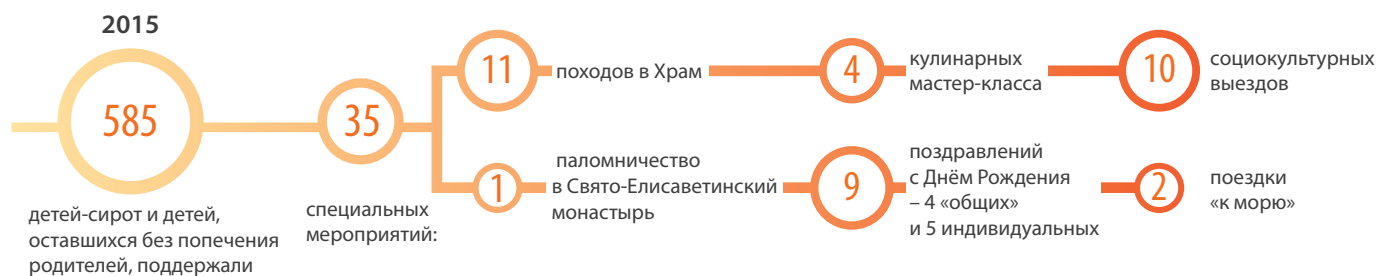 2015
585
детей-сирот и детей,
оставшихся без попечения
родителей, поддержали
35
специальных
мероприятий:
11
походов в Храм
4
кулинарных
мастер-класса
10
социокультурных
выездов
1
паломничество
в Свято-Елисаветинский
монастырь
9
поздравлений
с Днём Рождения
– 4 «общих»
и 5 индивидуальных
2
поездки
«к морю»